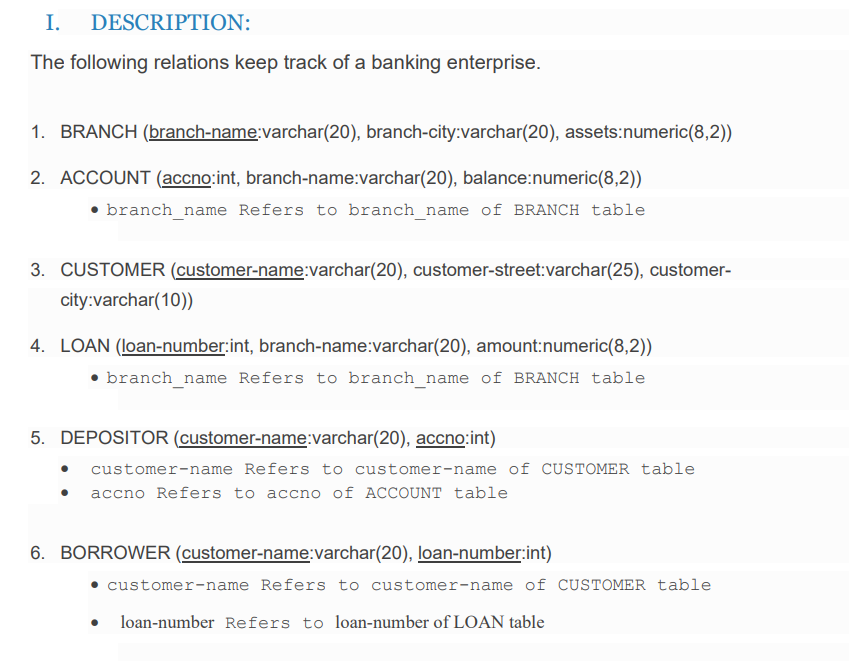 I. DESCRIPTION:
The following relations keep track of a banking enterprise.
1. BRANCH (branch-name:varchar(20), branch-city:varchar(20), assets:numeric(8,2))
2. ACCOUNT (accno:int, branch-name:varchar(20), balance:numeric(8,2))
• branch_name Refers to branch_name of BRANCH table
3. CUSTOMER (customer-name:varchar(20), customer-street:varchar(25), customer-
city:varchar(10))
4. LOAN (loan-number:int, branch-name:varchar(20), amount:numeric(8,2))
• branch_name Refers to branch_name of BRANCH table
5. DEPOSITOR (customer-name:varchar(20), accno:int)
• customer-name Refers to customer-name of CUSTOMER table
• accno Refers to accno of ACCOUNT table
6. BORROWER (customer-name:varchar(20), loan-number:int)
• customer-name Refers to customer-name of CUSTOMER table
• loan-number Refers to loan-number of LOAN table